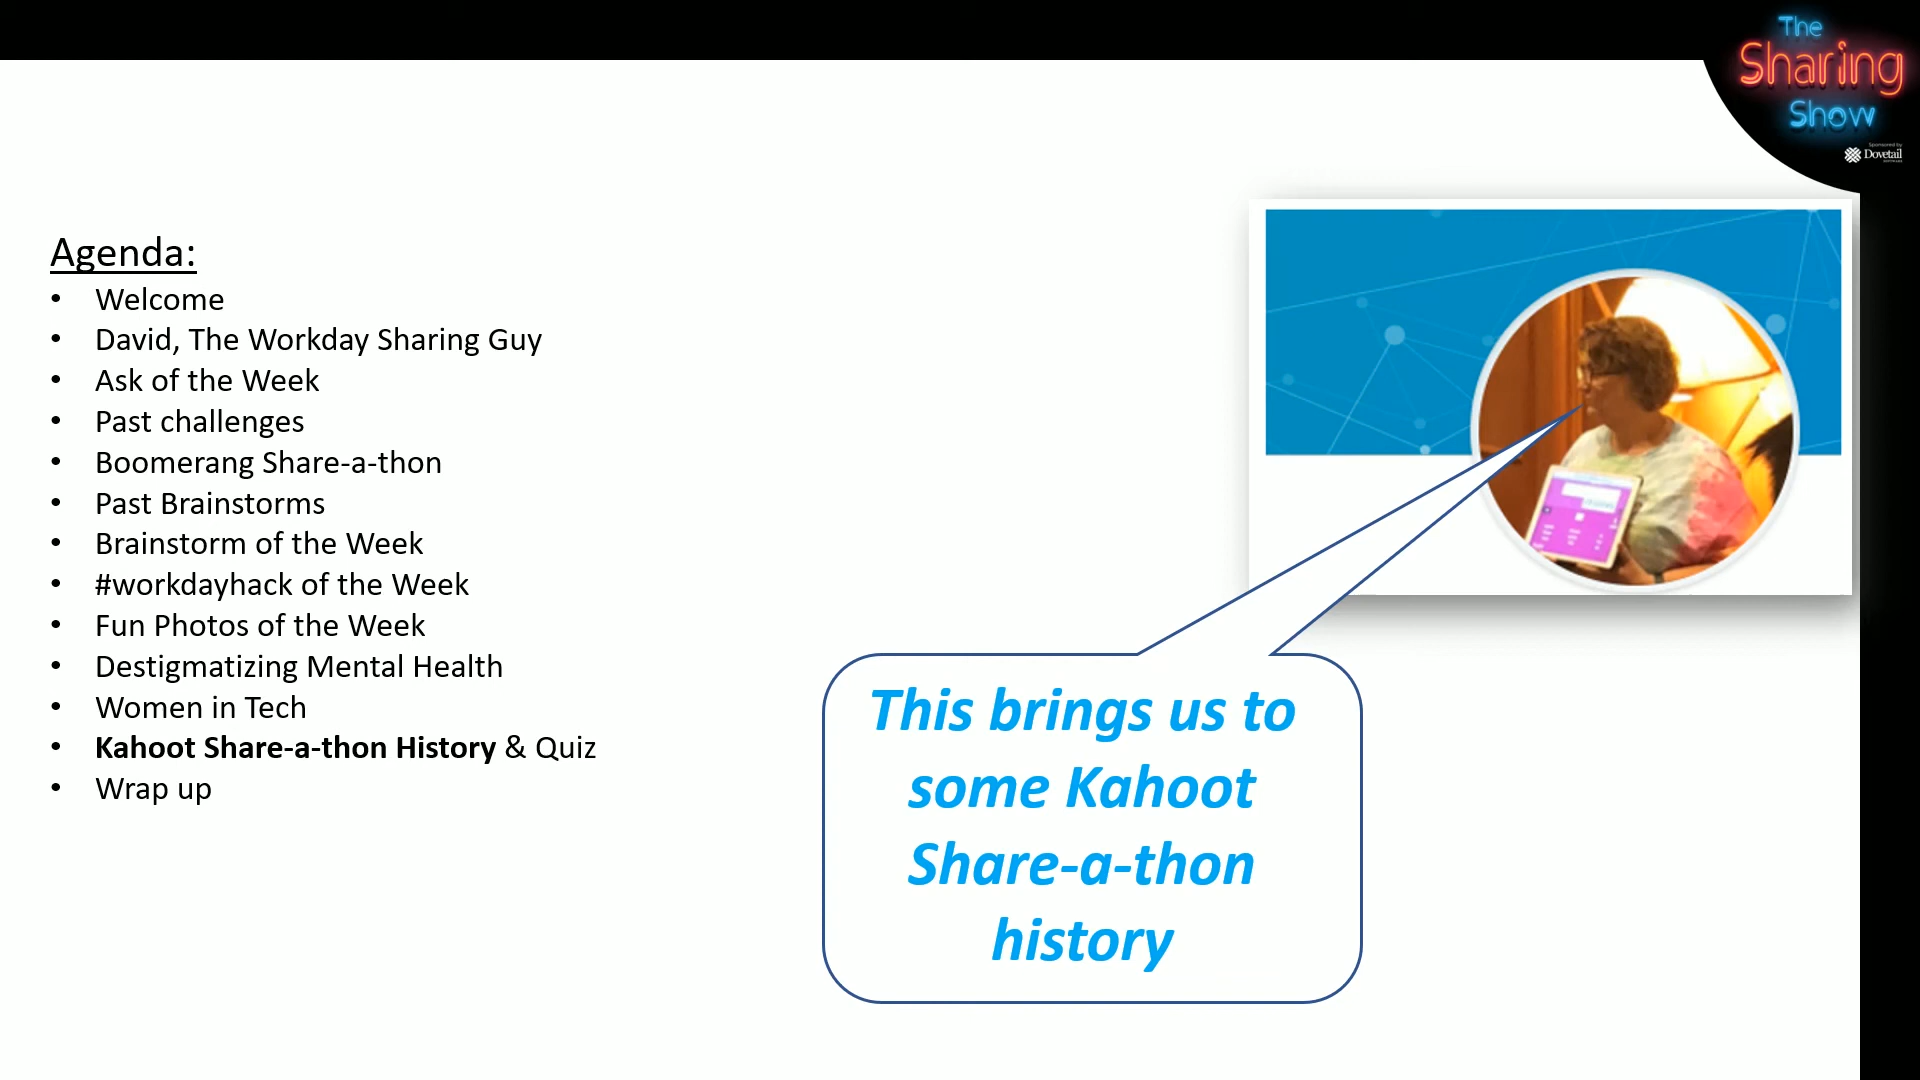 The
Sharing
Show
Sponsored by
Dovetail
Agenda:
• Welcome
• David, The Workday Sharing Guy
• Ask of the Week
• Past challenges
• Boomerang Share-a-thon
• Past Brainstorms
• Brainstorm of the Week
• #workdayhack of the Week
• Fun Photos of the Week
• Destigmatizing Mental Health
• Women in Tech
• Kahoot Share-a-thon History & Quiz
• Wrap up
This brings us to
some Kahoot
Share-a-thon
history